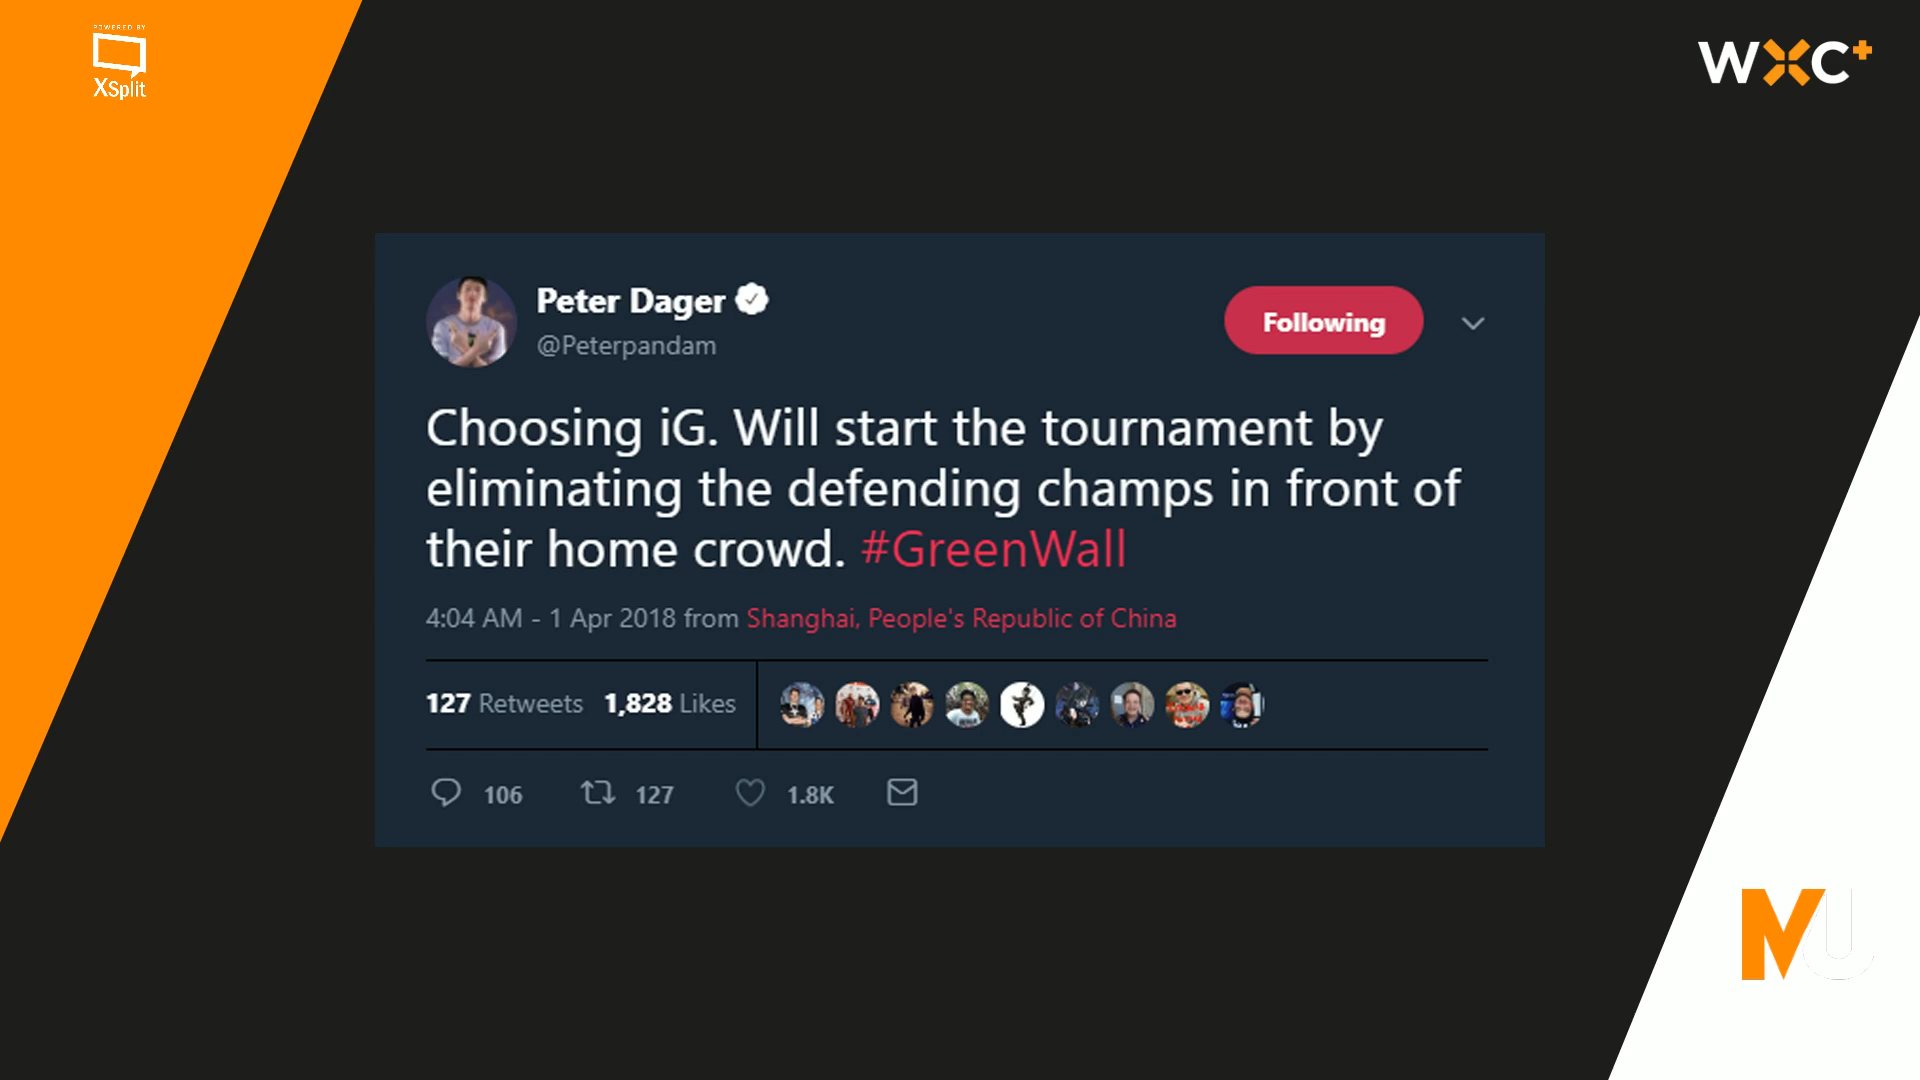 POWERED BY
XSplit
WXC+
Peter Dager
@Peterpandam
Following
Choosing iG. Will start the tournament by
eliminating the defending champs in front of
their home crowd. #GreenWall
4:04 AM - 1 Apr 2018 from Shanghai, People's Republic of China
127 Retweets 1,828 Likes
106 127 1.8K
MU